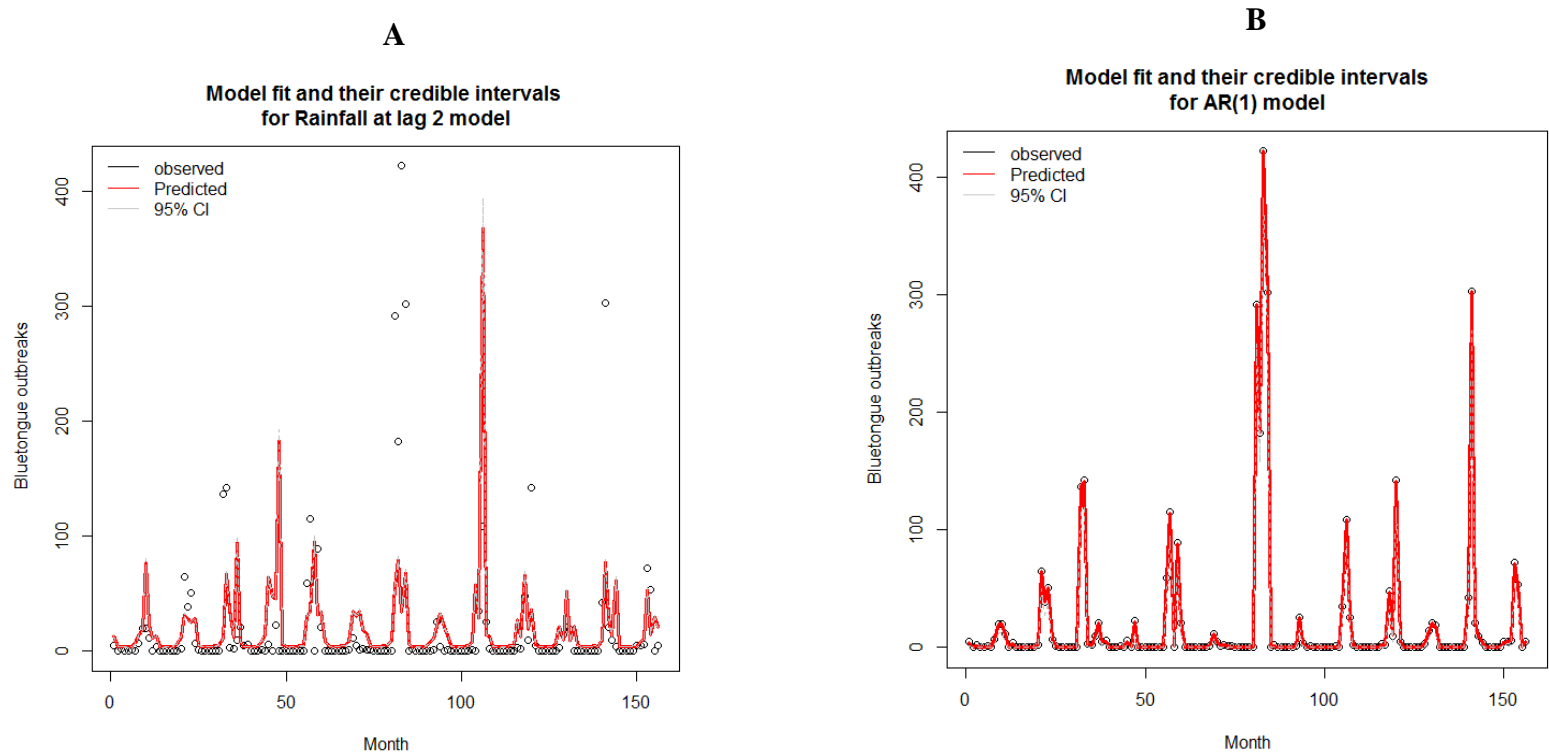 A
Model fit and their credible intervals
for Rainfall at lag 2 model
observed
Predicted
95% CI
400
300
200
100
0
Bluetongue outbreaks
0 50 100 150
Month
B
Model fit and their credible intervals
for AR(1) model
observed
Predicted
95% CI
400
300
200
100
0
Bluetongue outbreaks
0 50 100 150
Month